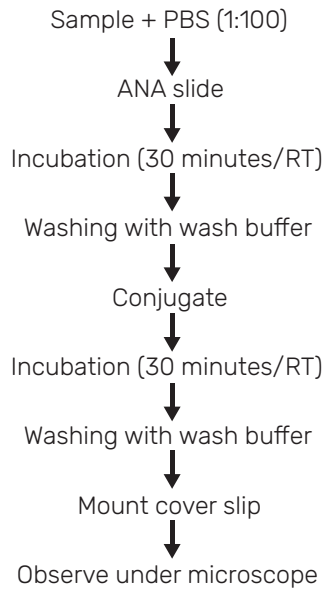 Sample + PBS (1:100)
ANA slide
Incubation (30 minutes/RT)
Washing with wash buffer
Conjugate
Incubation (30 minutes/RT)
Washing with wash buffer
Mount cover slip
Observe under microscope